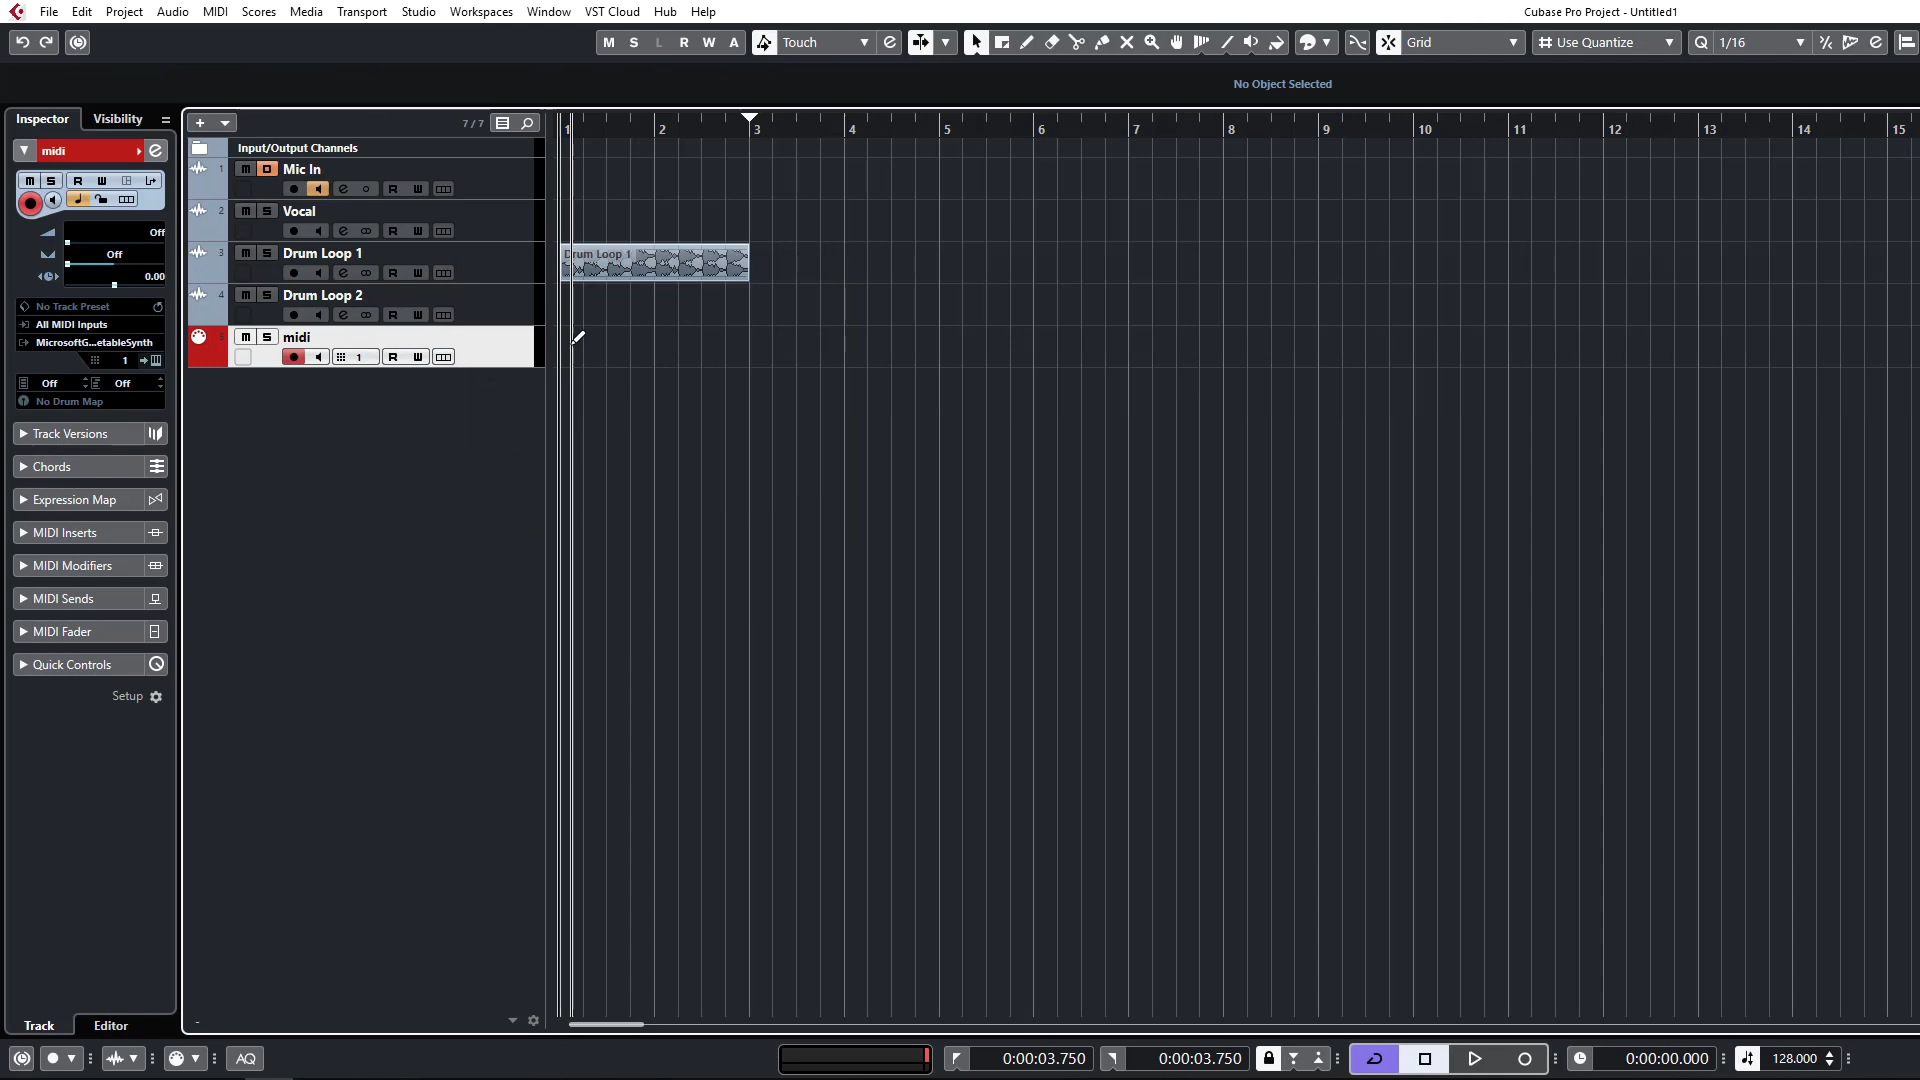 File Edit Project Audio MIDI Scores Media Transport Studio Workspaces Window VST Cloud Hub Help Cubase Pro Project - Untitled1
M S L R W A Touch Grid Use Quantize 1/16
No Object Selected
Inspector Visibility
7 / 7
1 2 3 4 5 6 7 8 9 10 11 12 13 14 15
midi
Input/Output Channels
1 Mic In
M S R W
R W
2 Vocal
M S
R W
Off
3 Drum Loop 1
M S
Drum Loop 1
Off
R W
0.00
4 Drum Loop 2
M S
No Track Preset
R W
All MIDI Inputs
5 midi
M S
MicrosoftG...etableSynth
1 R W
1
Off Off
No Drum Map
Track Versions
Chords
Expression Map
MIDI Inserts
MIDI Modifiers
MIDI Sends
MIDI Fader
Quick Controls
Setup
Track Editor
AQ 0:00:03.750 0:00:03.750 0:00:00.000 128.000